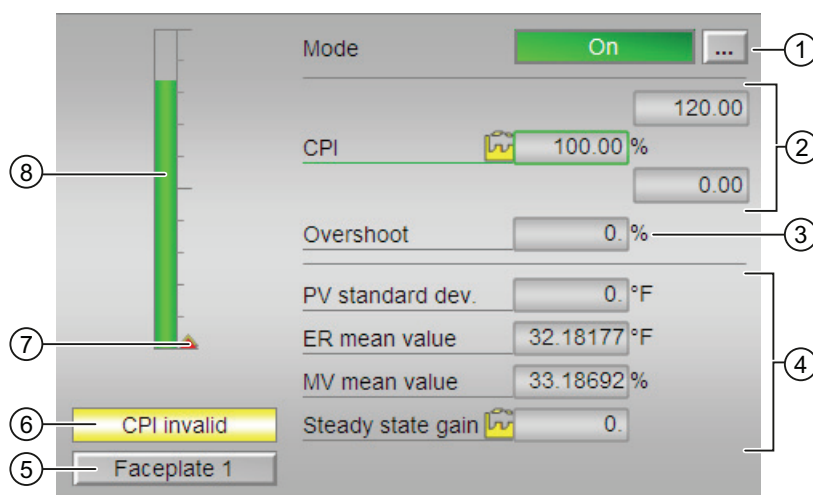 Mode On ... 1
120.00
CPI 100.00 % 2
8
0.00
Overshoot 0. % 3
PV standard dev. 0. °F
7 ER mean value 32.18177 °F
4
MV mean value 33.18692 %
6 CPI invalid Steady state gain 0.
5 Faceplate 1